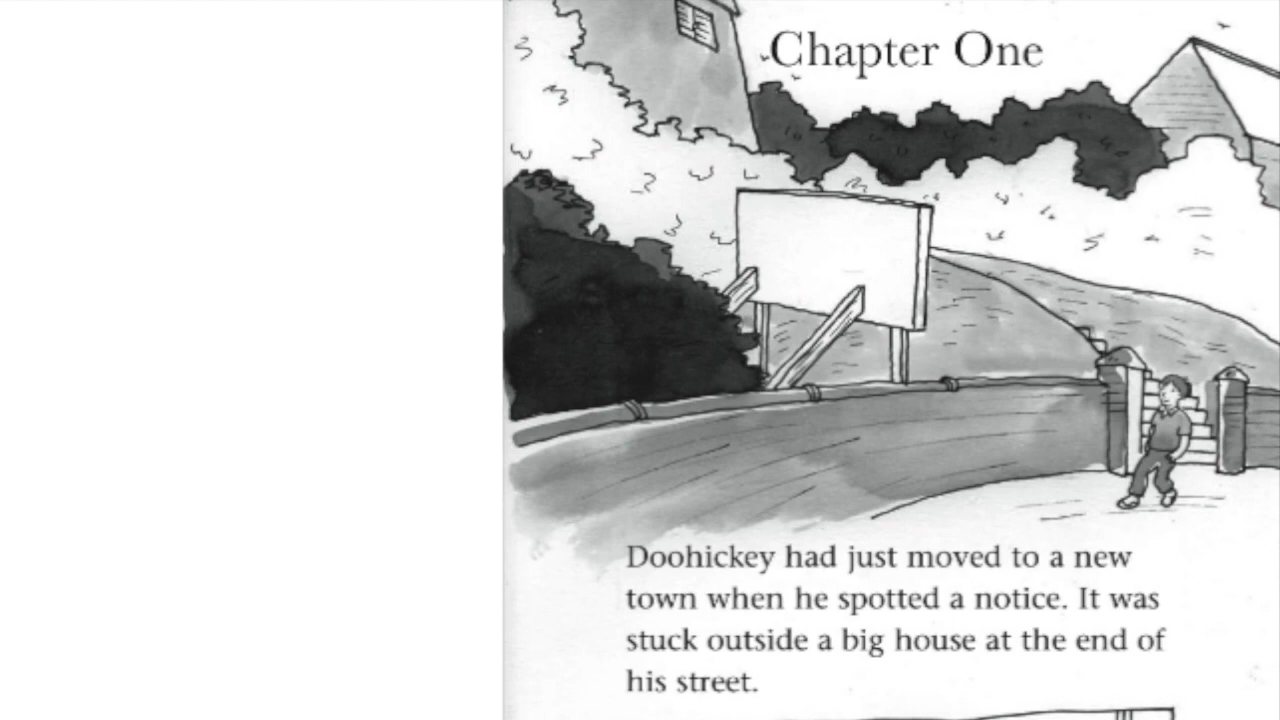 Chapter One
Doohickey had just moved to a new
town when he spotted a notice. It was
stuck outside a big house at the end of
his street.